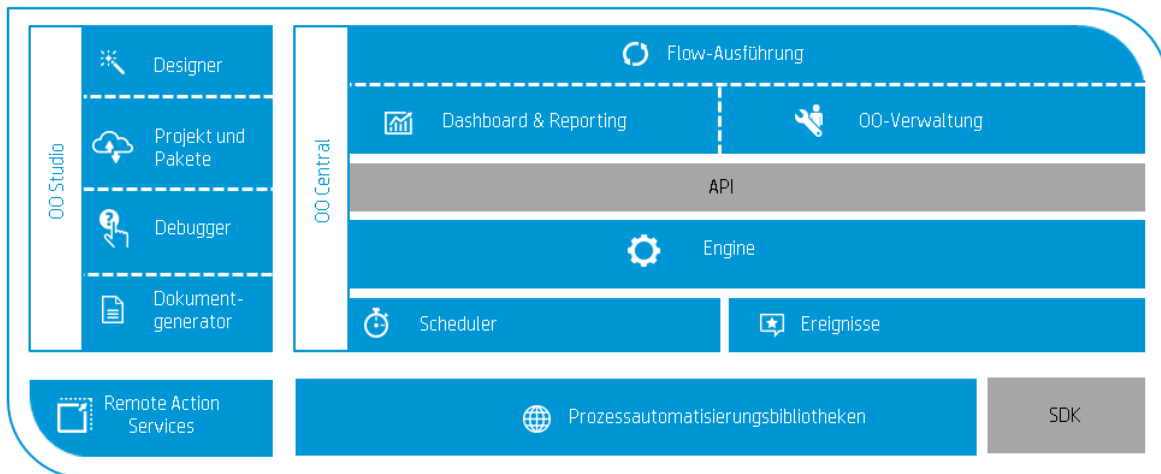 OO Studio
Designer
Projekt und
Pakete
Debugger
Dokument-
generator
OO Central
Flow-Ausführung
Dashboard & Reporting
OO-Verwaltung
API
Engine
Scheduler
Ereignisse
Remote Action
Services
Prozessautomatisierungsbibliotheken
SDK